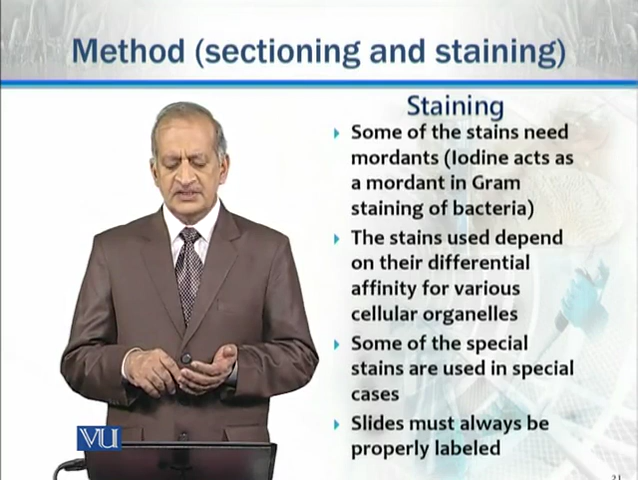 Method (sectioning and staining)
Staining
Some of the stains need
mordants (Iodine acts as
a mordant in Gram
staining of bacteria)
The stains used depend
on their differential
affinity for various
cellular organelles
Some of the special
stains are used in special
cases
Slides must always be
properly labeled
VU
21